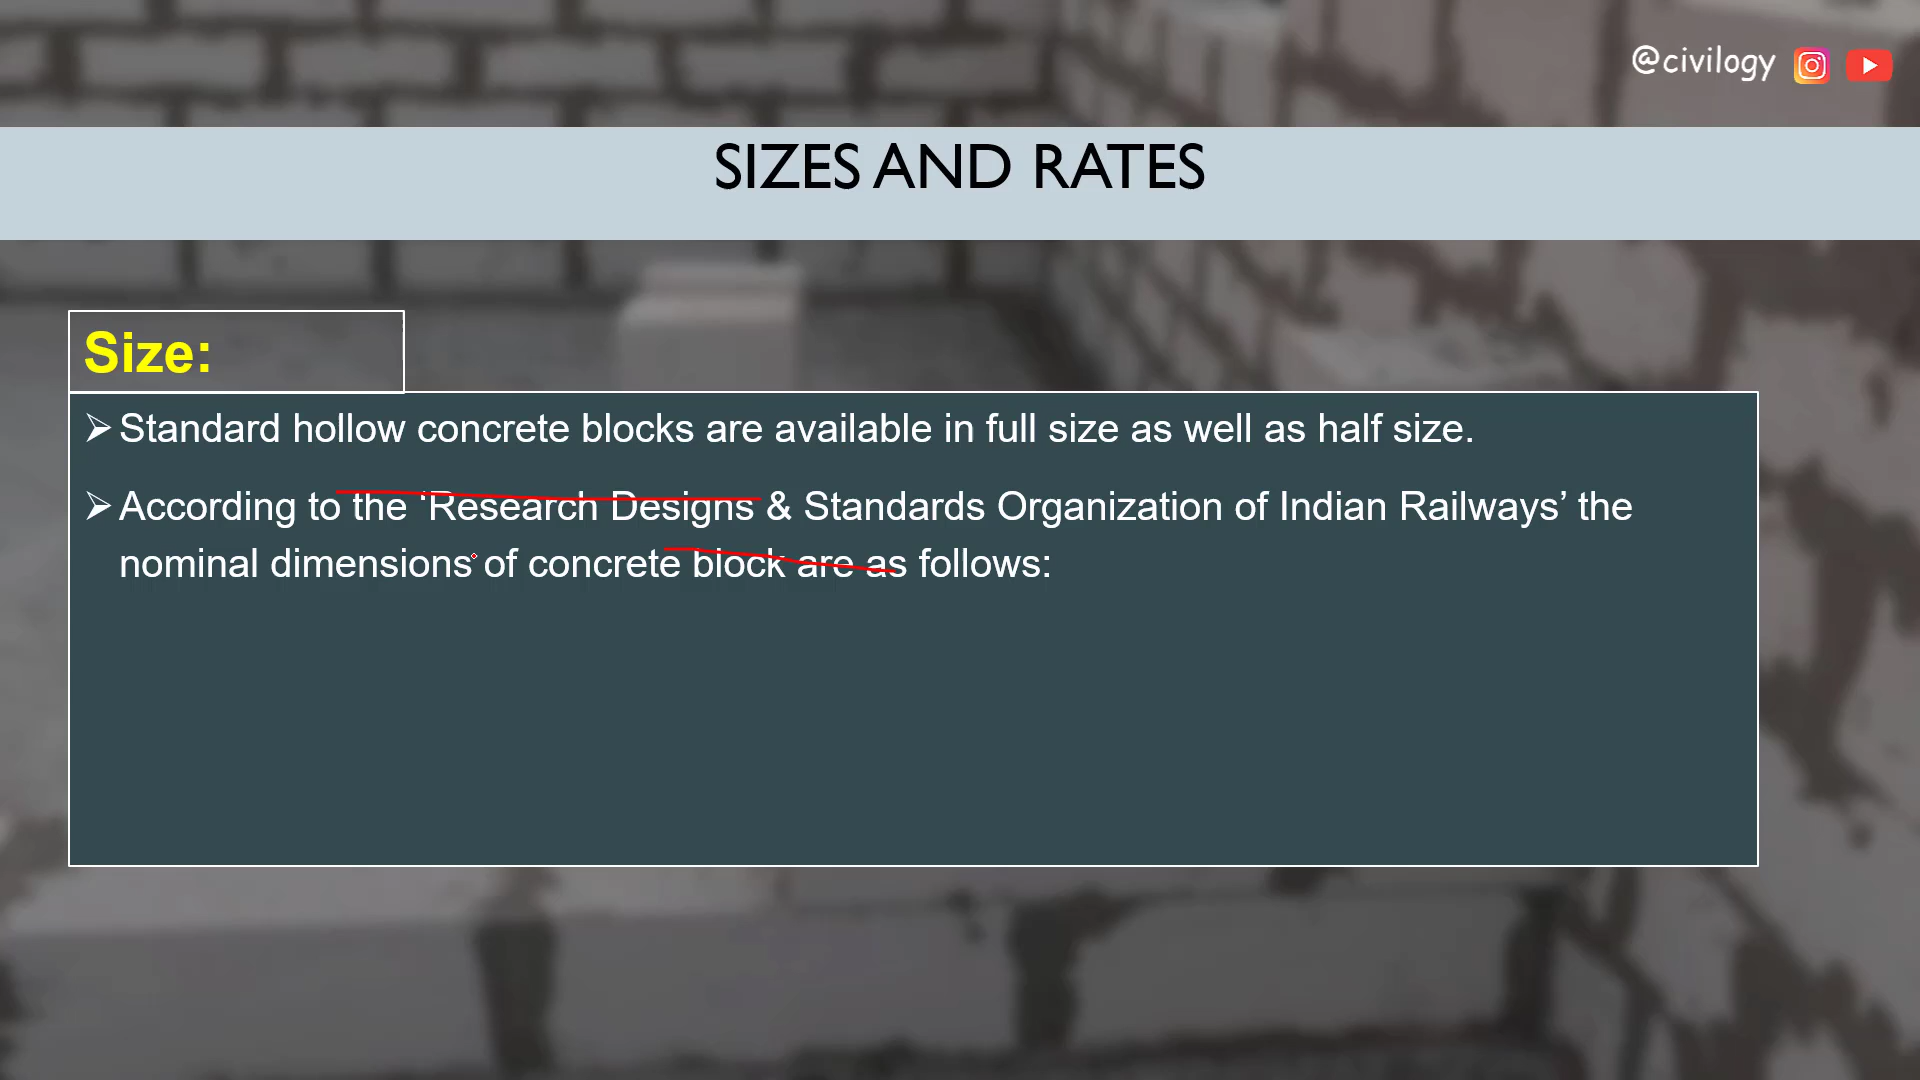 @civilogy
SIZES AND RATES
Size:
➢ Standard hollow concrete blocks are available in full size as well as half size.
➢ According to the ‘Research Designs & Standards Organization of Indian Railways’ the
nominal dimensions of concrete block are as follows: